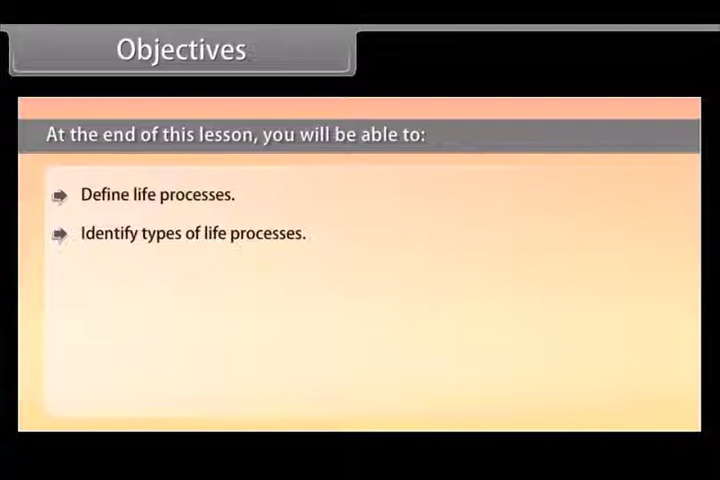 Objectives
At the end of this lesson, you will be able to:
Define life processes.
Identify types of life processes.